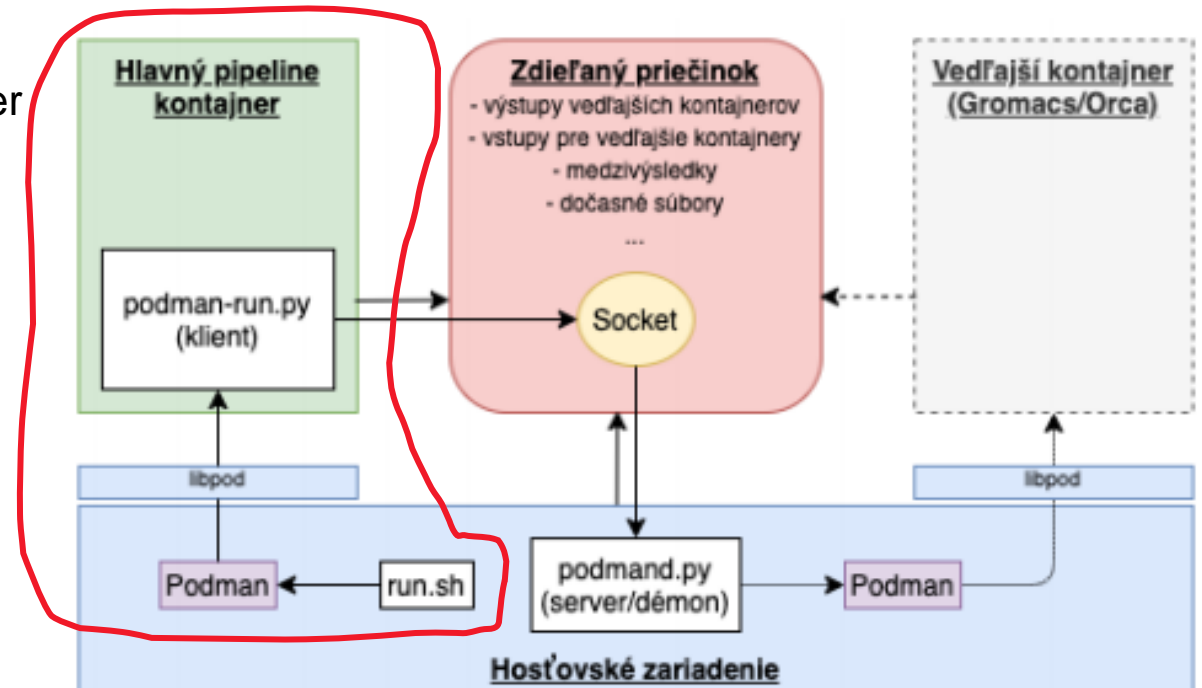 er
Hlavný pipeline
kontajner
podman-run.py
(klient)
Zdieľaný priečinok
- výstupy vedľajších kontajnerov
- vstupy pre vedľajšie kontajnery
- medzivýsledky
- dočasné súbory
...
Socket
Vedľajší kontajner
(Gromacs/Orca)
libpod
libpod
Podman
run.sh
podmand.py
(server/démon)
Podman
Hosťovské zariadenie